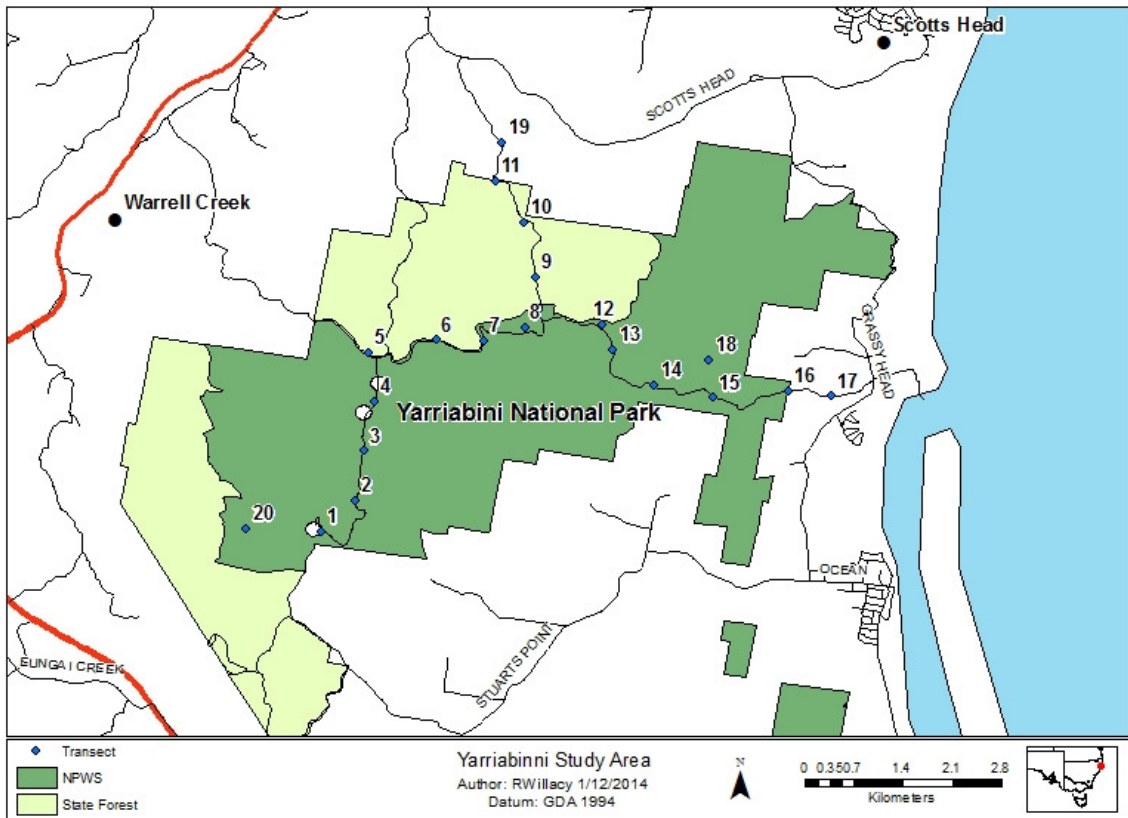 Scotts Head
SCOTTS HEAD
19
11
Warrell Creek
10
9
GRASSY HEAD
12
8
7
6
5
13
18
14
15
16
17
4
Yarriabini National Park
3
2
1
20
OCEAN
STUARTS POINT
EUNGAI CREEK
Transect
NPWS
State Forest
Yarriabinni Study Area
Author: RWillacy 1/12/2014
Datum: GDA 1994
N
0 0.35 0.7 1.4 2.1 2.8
Kilometers